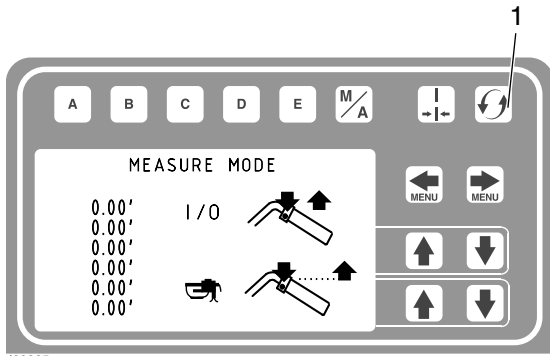 1
A B C D E M/A
MEASURE MODE
MENU MENU
0.00' I/O
0.00'
0.00'
0.00'
0.00'
0.00'